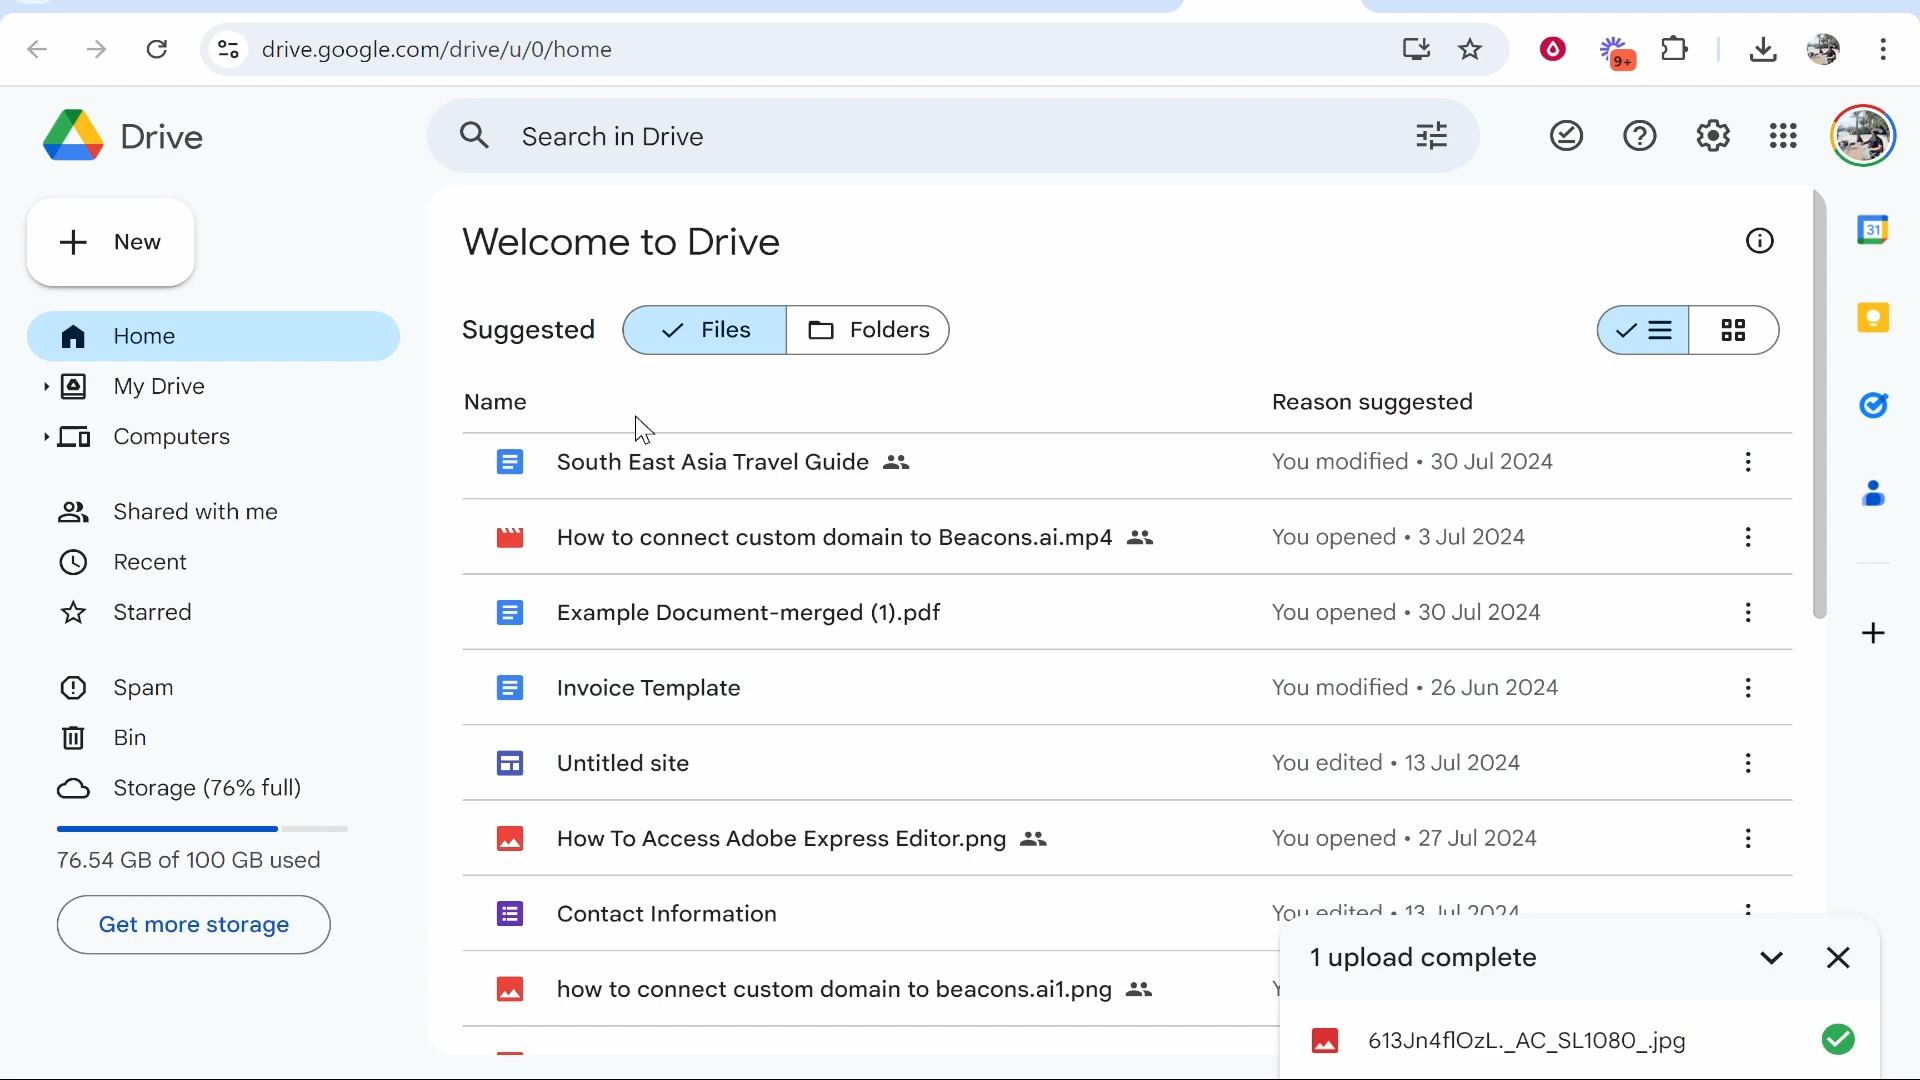 drive.google.com/drive/u/0/home
9+
Drive
Search in Drive
New
Welcome to Drive
31
Suggested
Files
Folders
Home
My Drive
Computers
Shared with me
Recent
Starred
Spam
Bin
Storage (76% full)
76.54 GB of 100 GB used
Get more storage
Name Reason suggested
South East Asia Travel Guide You modified • 30 Jul 2024
How to connect custom domain to Beacons.ai.mp4 You opened • 3 Jul 2024
Example Document-merged (1).pdf You opened • 30 Jul 2024
Invoice Template You modified • 26 Jun 2024
Untitled site You edited • 13 Jul 2024
How To Access Adobe Express Editor.png You opened • 27 Jul 2024
Contact Information You edited • 13 Jul 2024
how to connect custom domain to beacons.ai1.png
1 upload complete
613Jn4flOzL._AC_SL1080_.jpg